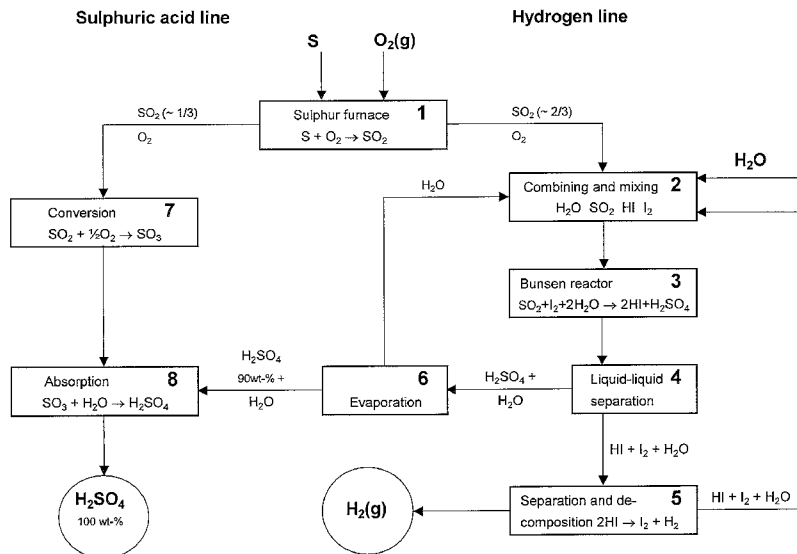 Sulphuric acid line
Hydrogen line
S
O₂(g)
SO₂ (~ 1/3)
O₂
Sulphur furnace 1
S + O₂ → SO₂
SO₂ (~ 2/3)
O₂
H₂O
H₂O
Combining and mixing 2
H₂O SO₂ HI I₂
Conversion 7
SO₂ + ½O₂ → SO₃
Bunsen reactor 3
SO₂+I₂+2H₂O → 2HI+H₂SO₄
Absorption 8
SO₃ + H₂O → H₂SO₄
H₂SO₄
90wt-% +
H₂O
6
Evaporation
H₂SO₄ +
H₂O
4
Liquid-liquid
separation
HI + I₂ + H₂O
H₂SO₄
100 wt-%
H₂(g)
Separation and de- 5
composition 2HI → I₂ + H₂
HI + I₂ + H₂O